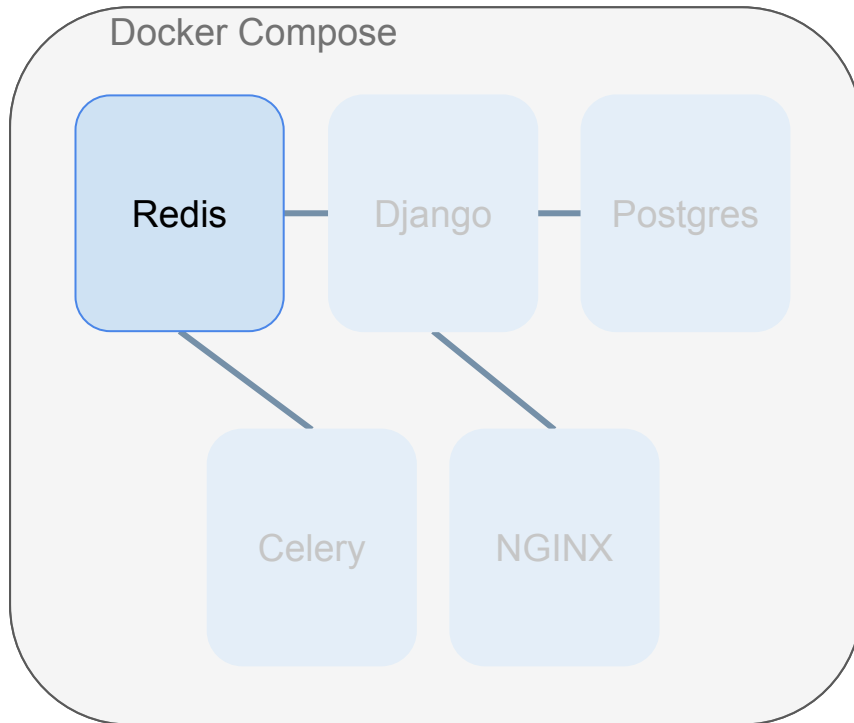 Docker Compose
Redis
Django
Postgres
Celery
NGINX